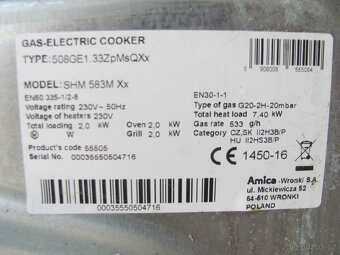 GAS-ELECTRIC COOKER
TYPE: 508GE1.33ZpMsQXx
MODEL: SHM 583M Xx
EN60 335-1/2-6
Voltage rating 230V~ 50Hz
Voltage of heaters 230V
Total loading 2,0 kW Oven 2,0 kW
W Grill 2,0 kW
Product's code 55505
Serial No. 00035550504716
00035550504716
EN30-1-1
Type of gas G20-2H-20mbar
Total heat load 7,40 kW
Gas rate 533 g/h
Category CZ,SK II2H3B/P
HU II2HS3B/P
CE 1450-16
Amica-Wronki S.A.
ul. Mickiewicza 52
64-510 WRONKI
POLAND